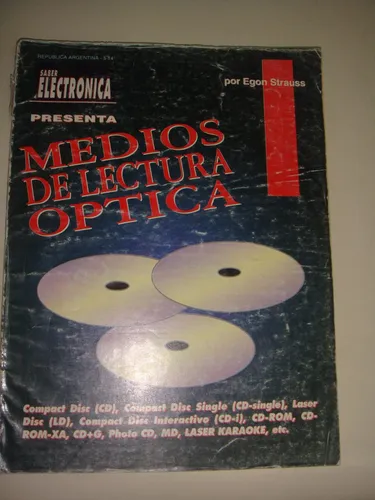 REPUBLICA ARGENTINA -
SABER
ELECTRONICA
por Egon Strauss
PRESENTA
MEDIOS
DE LECTURA
OPTICA
Compact Disc (CD), Compact Disc Single (CD-single), Laser
Disc (LD), Compact Disc Interactivo (CD-I), CD-ROM, CD-
ROM-XA, CD+G, Photo CD, MD, LASER KARAOKE, etc.